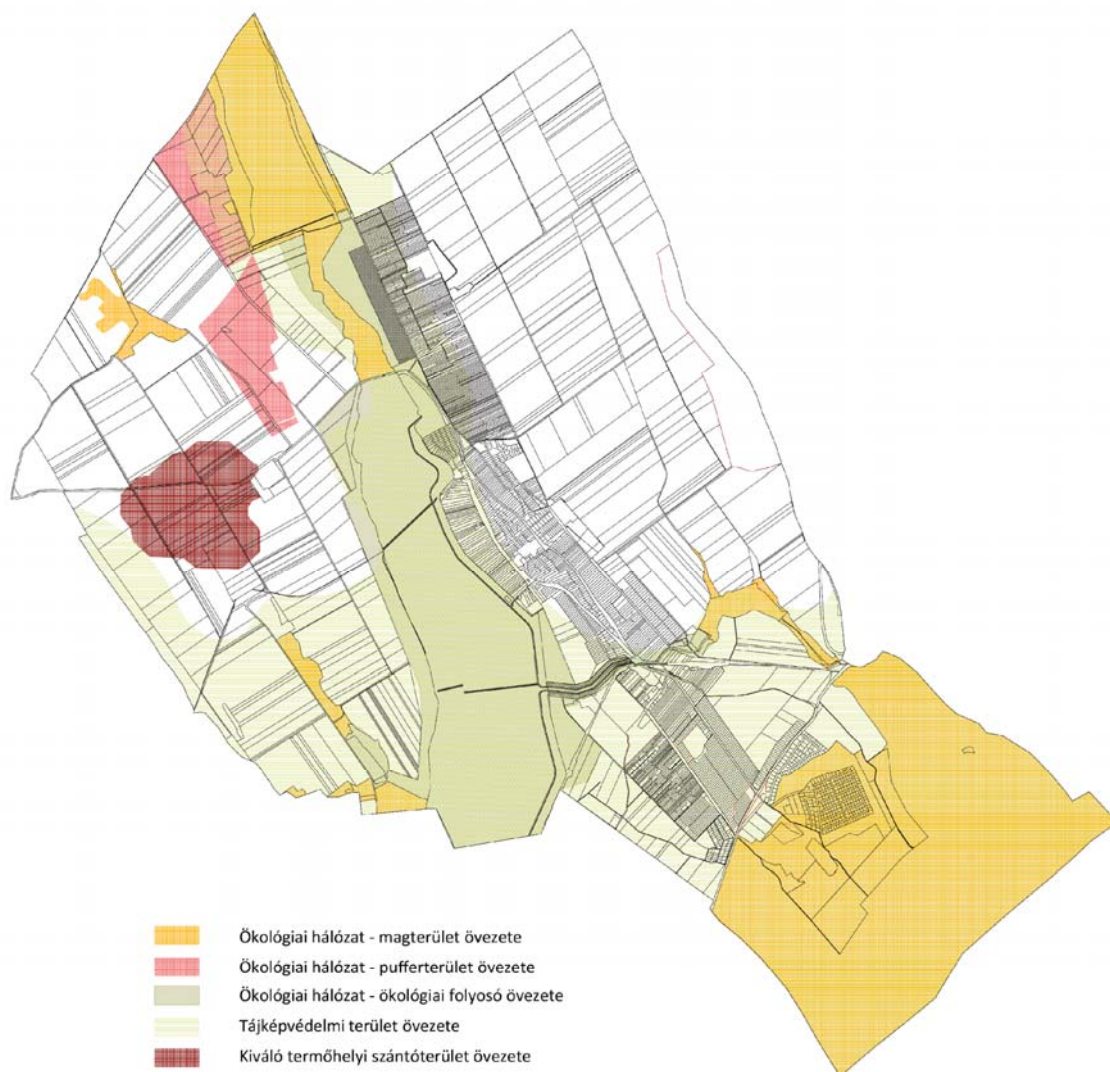 Ökológiai hálózat - magterület övezete
Ökológiai hálózat - pufferterület övezete
Ökológiai hálózat - ökológiai folyosó övezete
Tájképvédelmi terület övezete
Kiváló termőhelyi szántóterület övezete